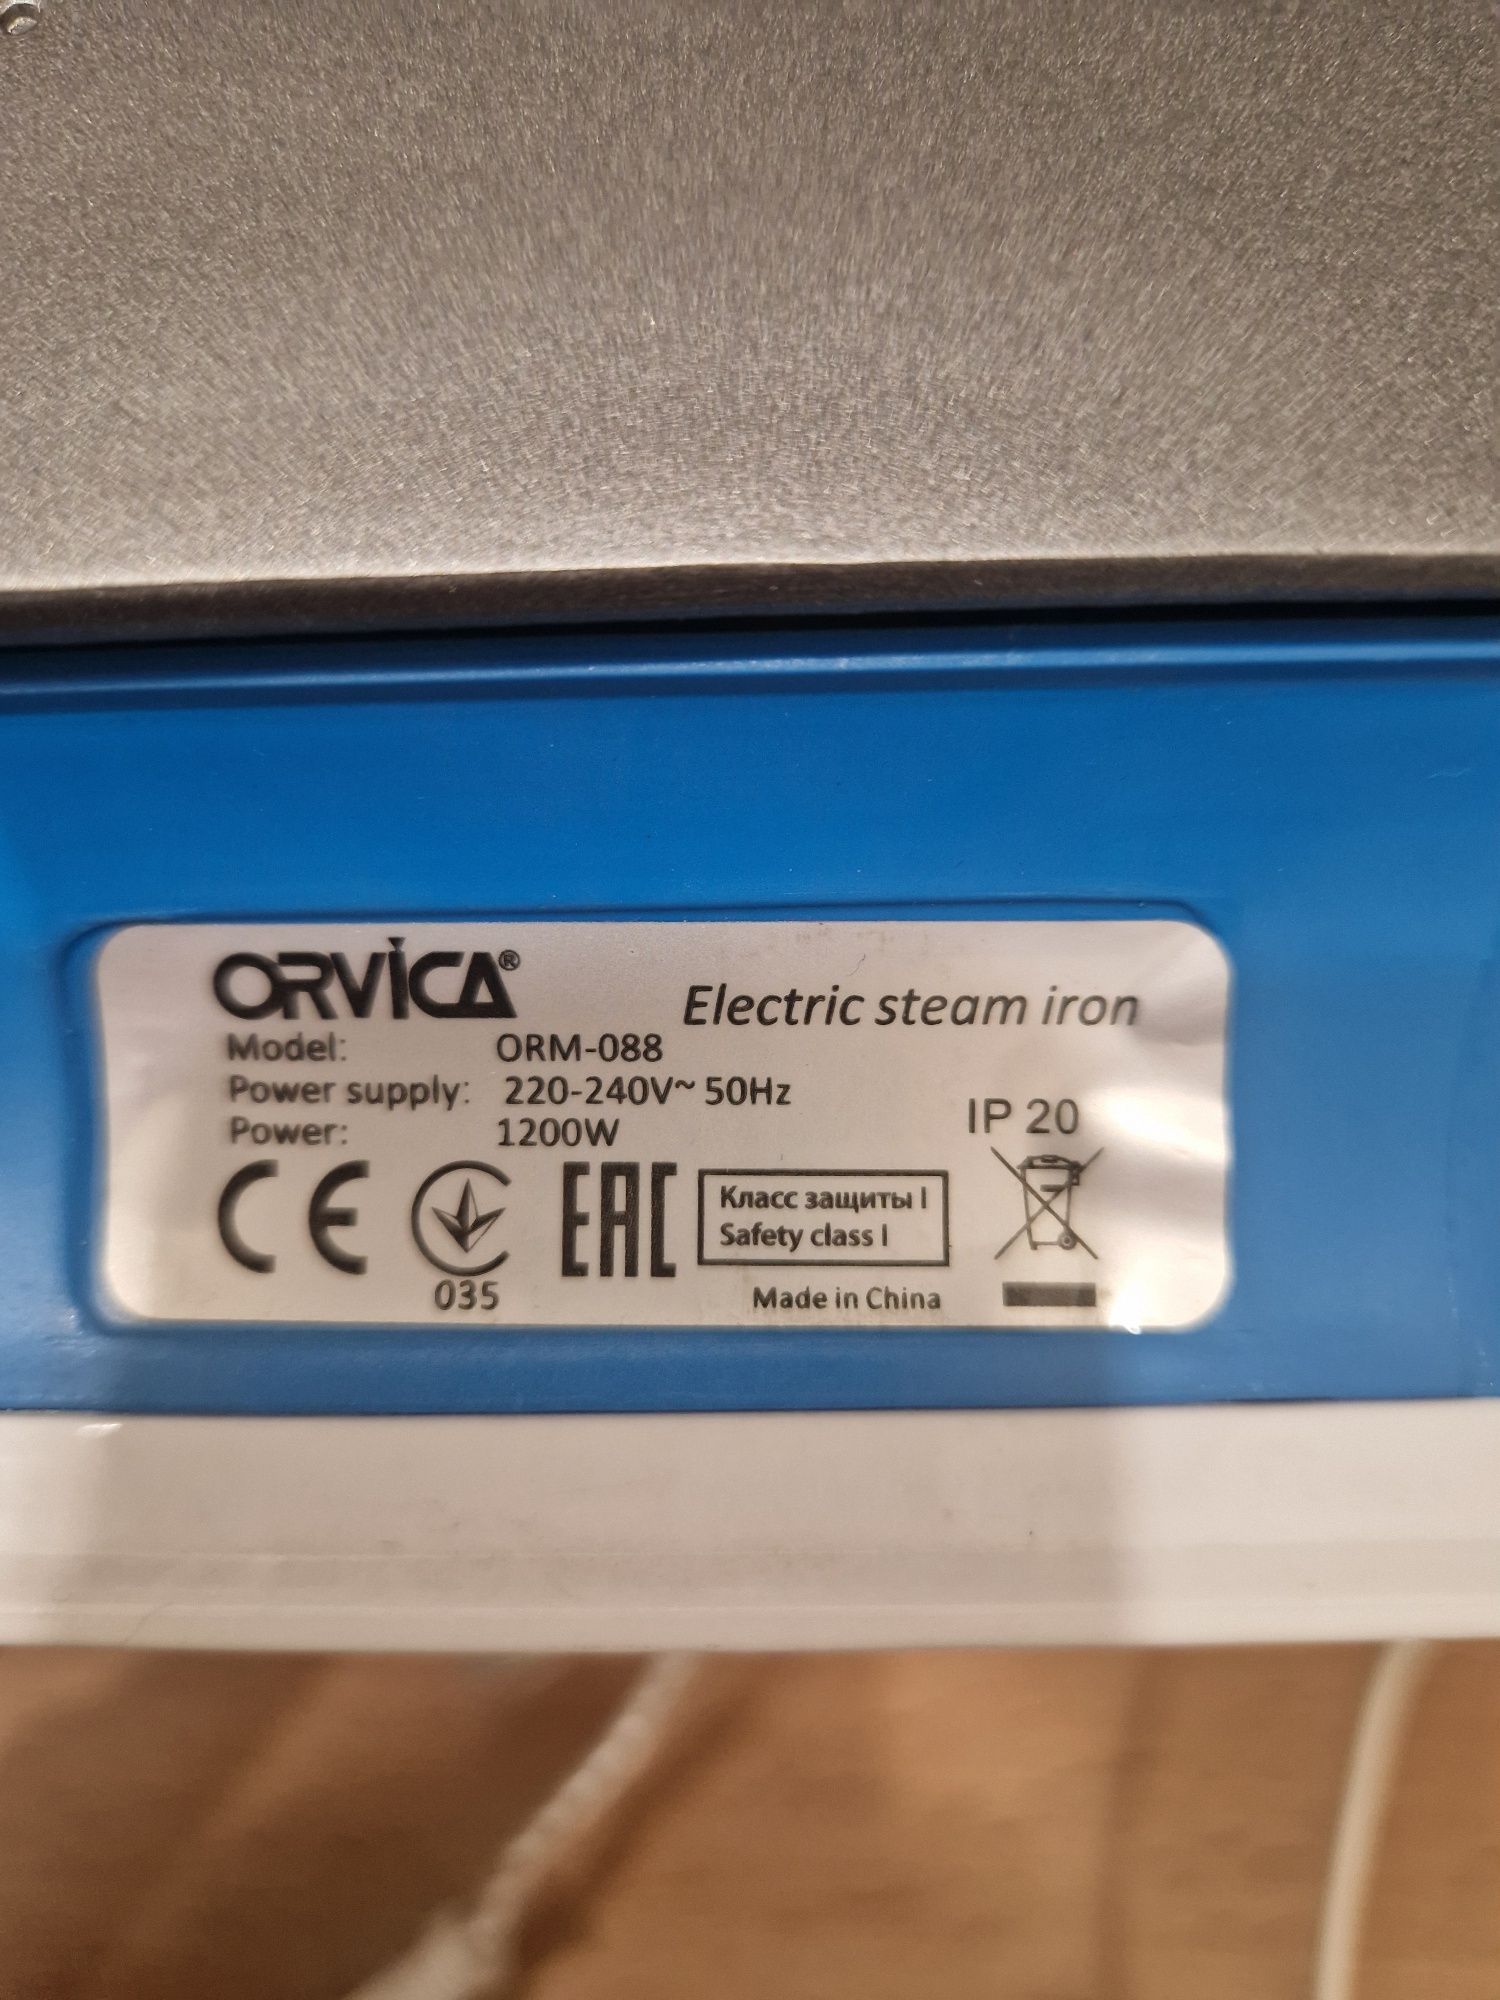 ORVICA®
Electric steam iron
Model: ORM-088
Power supply: 220-240V~ 50Hz
Power: 1200W
IP 20
CE
035
EAC
Класс защиты I
Safety class I
Made in China